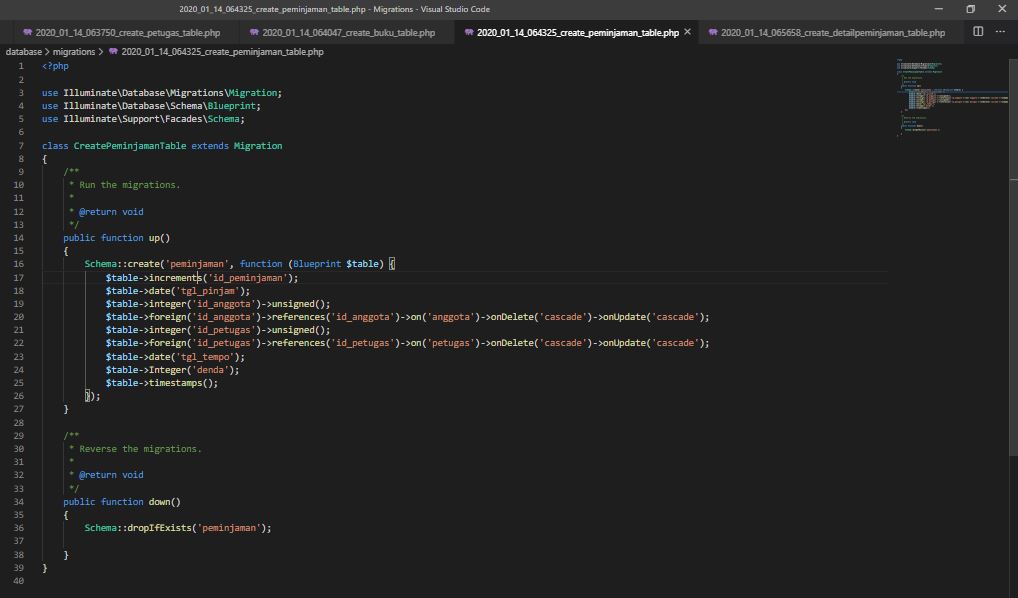 2020_01_14_064325_create_peminjaman_table.php - Migrations - Visual Studio Code
2020_01_14_063750_create_petugas_table.php
2020_01_14_064047_create_buku_table.php
2020_01_14_064325_create_peminjaman_table.php
2020_01_14_065658_create_detailpeminjaman_table.php
database > migrations > 2020_01_14_064325_create_peminjaman_table.php
1 <?php
2
3 use Illuminate\Database\Migrations\Migration;
4 use Illuminate\Database\Schema\Blueprint;
5 use Illuminate\Support\Facades\Schema;
6
7 class CreatePeminjamanTable extends Migration
8 {
9 /**
10 * Run the migrations.
11 *
12 * @return void
13 */
14 public function up()
15 {
16 Schema::create('peminjaman', function (Blueprint $table) {
17 $table->increments('id_peminjaman');
18 $table->date('tgl_pinjam');
19 $table->integer('id_anggota')->unsigned();
20 $table->foreign('id_anggota')->references('id_anggota')->on('anggota')->onDelete('cascade')->onUpdate('cascade');
21 $table->integer('id_petugas')->unsigned();
22 $table->foreign('id_petugas')->references('id_petugas')->on('petugas')->onDelete('cascade')->onUpdate('cascade');
23 $table->date('tgl_tempo');
24 $table->Integer('denda');
25 $table->timestamps();
26 });
27 }
28
29 /**
30 * Reverse the migrations.
31 *
32 * @return void
33 */
34 public function down()
35 {
36 Schema::dropIfExists('peminjaman');
37
38 }
39 }
40